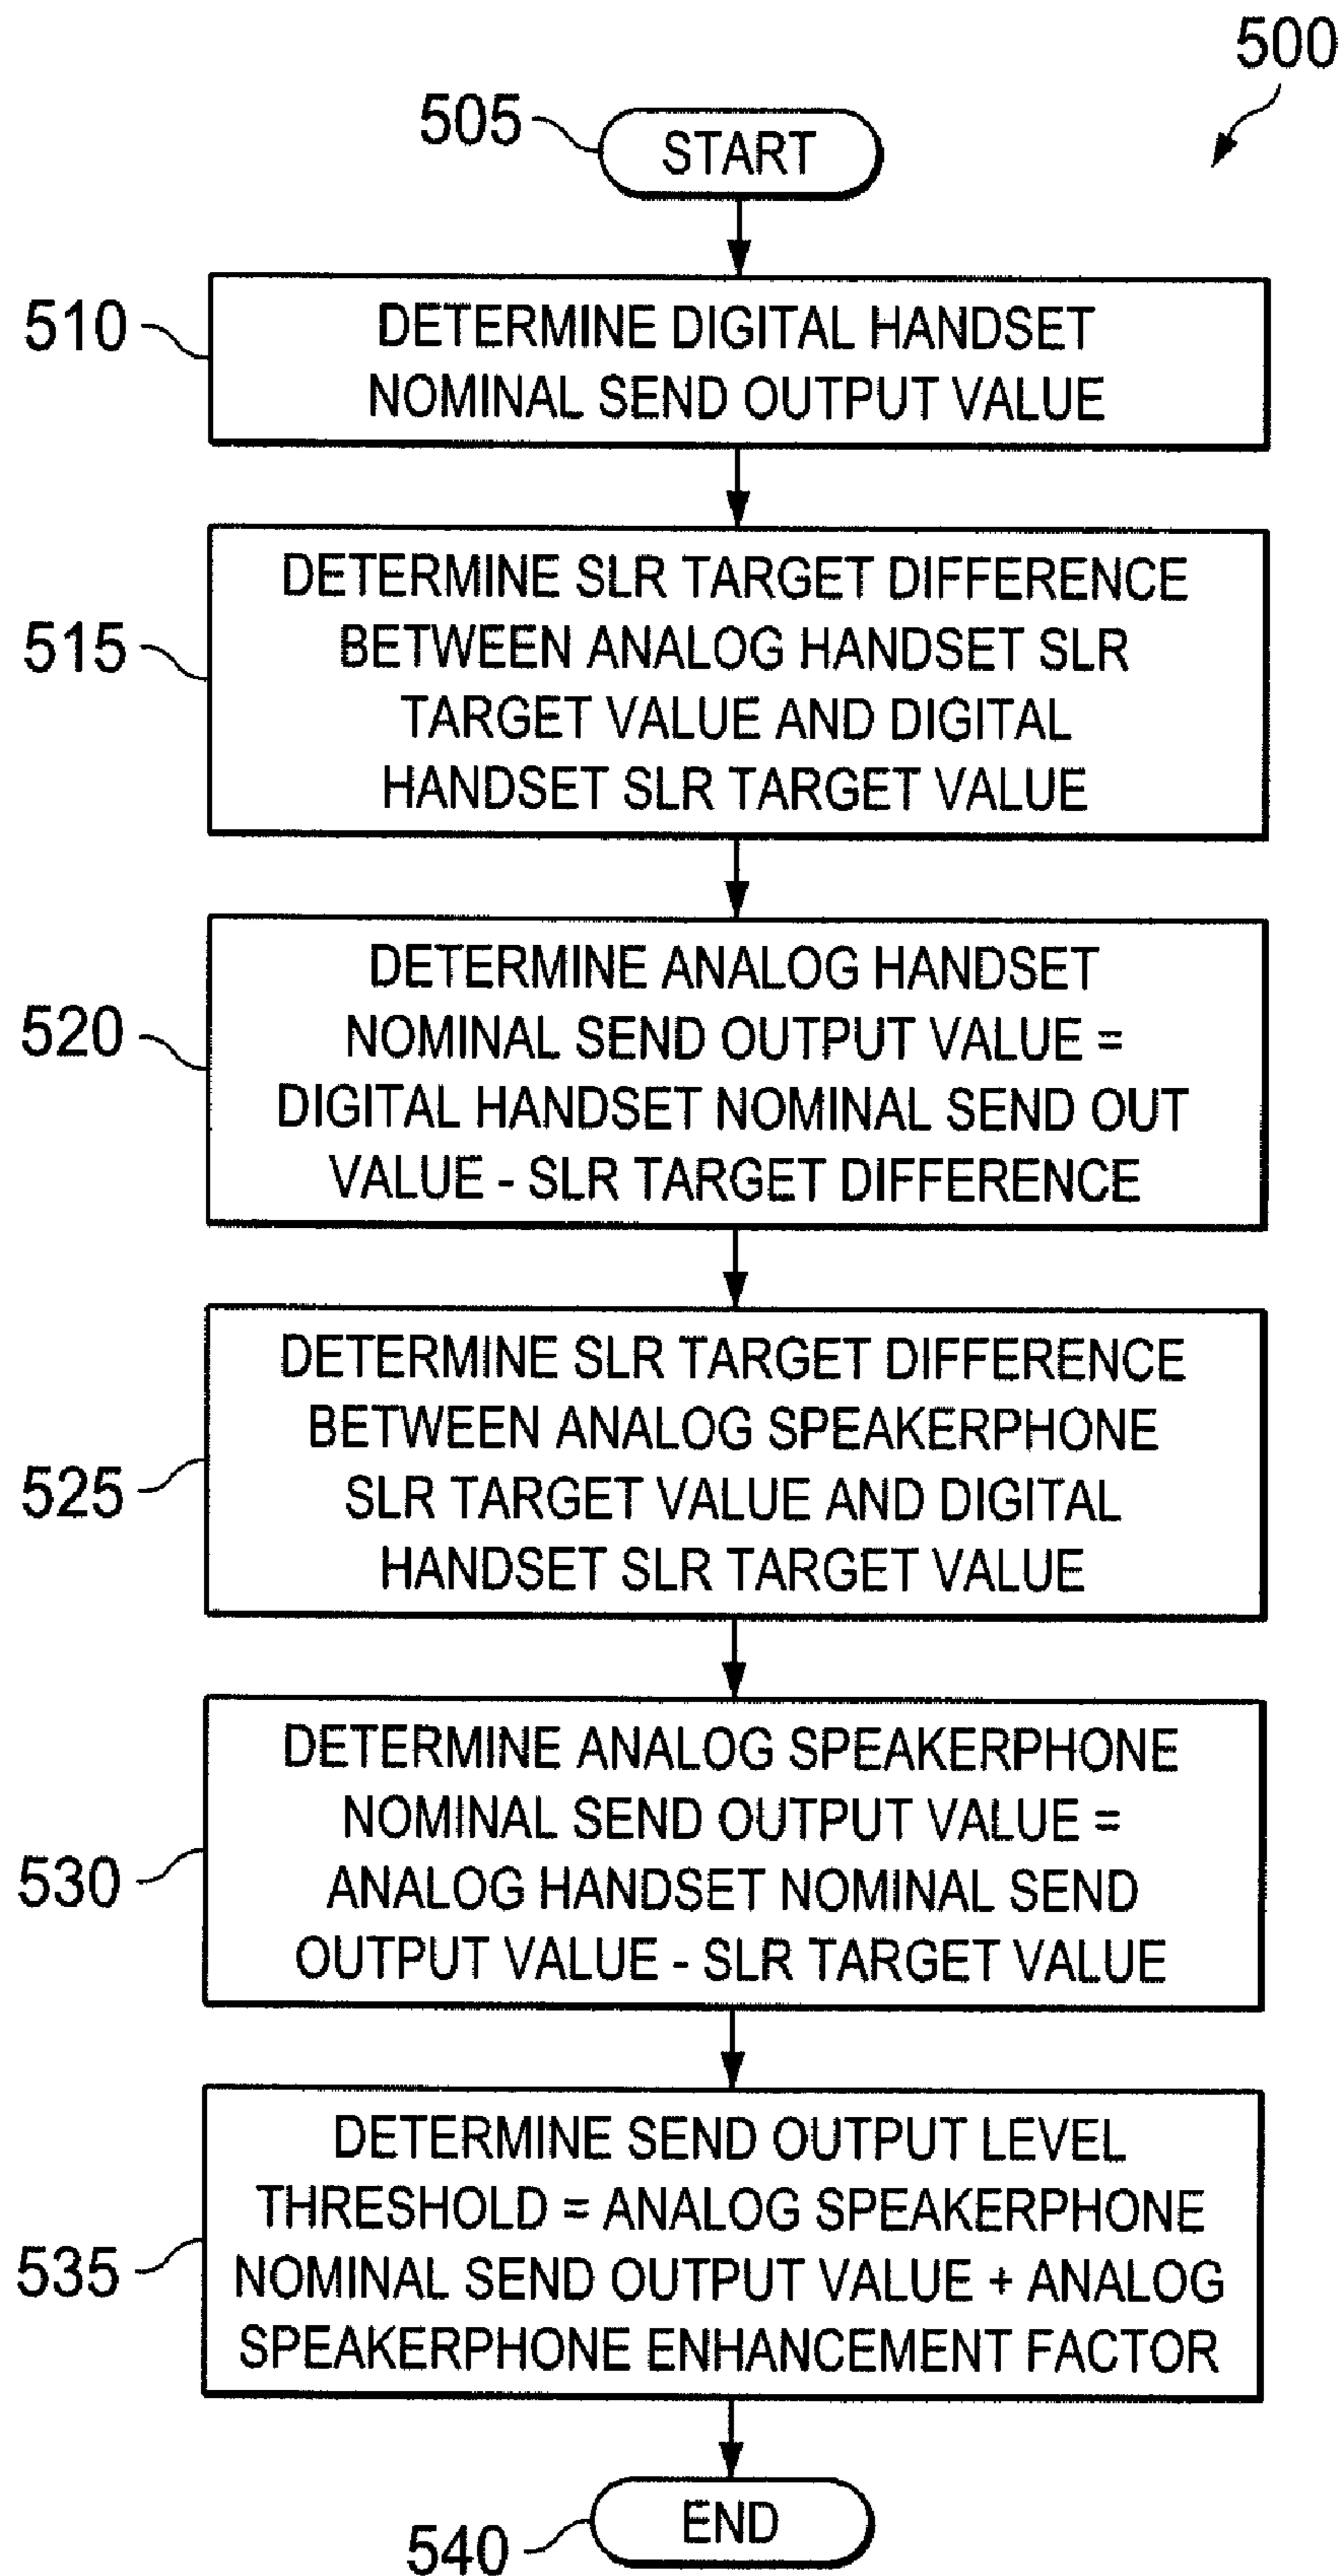 500
505
START
510
DETERMINE DIGITAL HANDSET
NOMINAL SEND OUTPUT VALUE
515
DETERMINE SLR TARGET DIFFERENCE
BETWEEN ANALOG HANDSET SLR
TARGET VALUE AND DIGITAL
HANDSET SLR TARGET VALUE
520
DETERMINE ANALOG HANDSET
NOMINAL SEND OUTPUT VALUE =
DIGITAL HANDSET NOMINAL SEND OUT
VALUE - SLR TARGET DIFFERENCE
525
DETERMINE SLR TARGET DIFFERENCE
BETWEEN ANALOG SPEAKERPHONE
SLR TARGET VALUE AND DIGITAL
HANDSET SLR TARGET VALUE
530
DETERMINE ANALOG SPEAKERPHONE
NOMINAL SEND OUTPUT VALUE =
ANALOG HANDSET NOMINAL SEND
OUTPUT VALUE - SLR TARGET VALUE
535
DETERMINE SEND OUTPUT LEVEL
THRESHOLD = ANALOG SPEAKERPHONE
NOMINAL SEND OUTPUT VALUE + ANALOG
SPEAKERPHONE ENHANCEMENT FACTOR
540
END